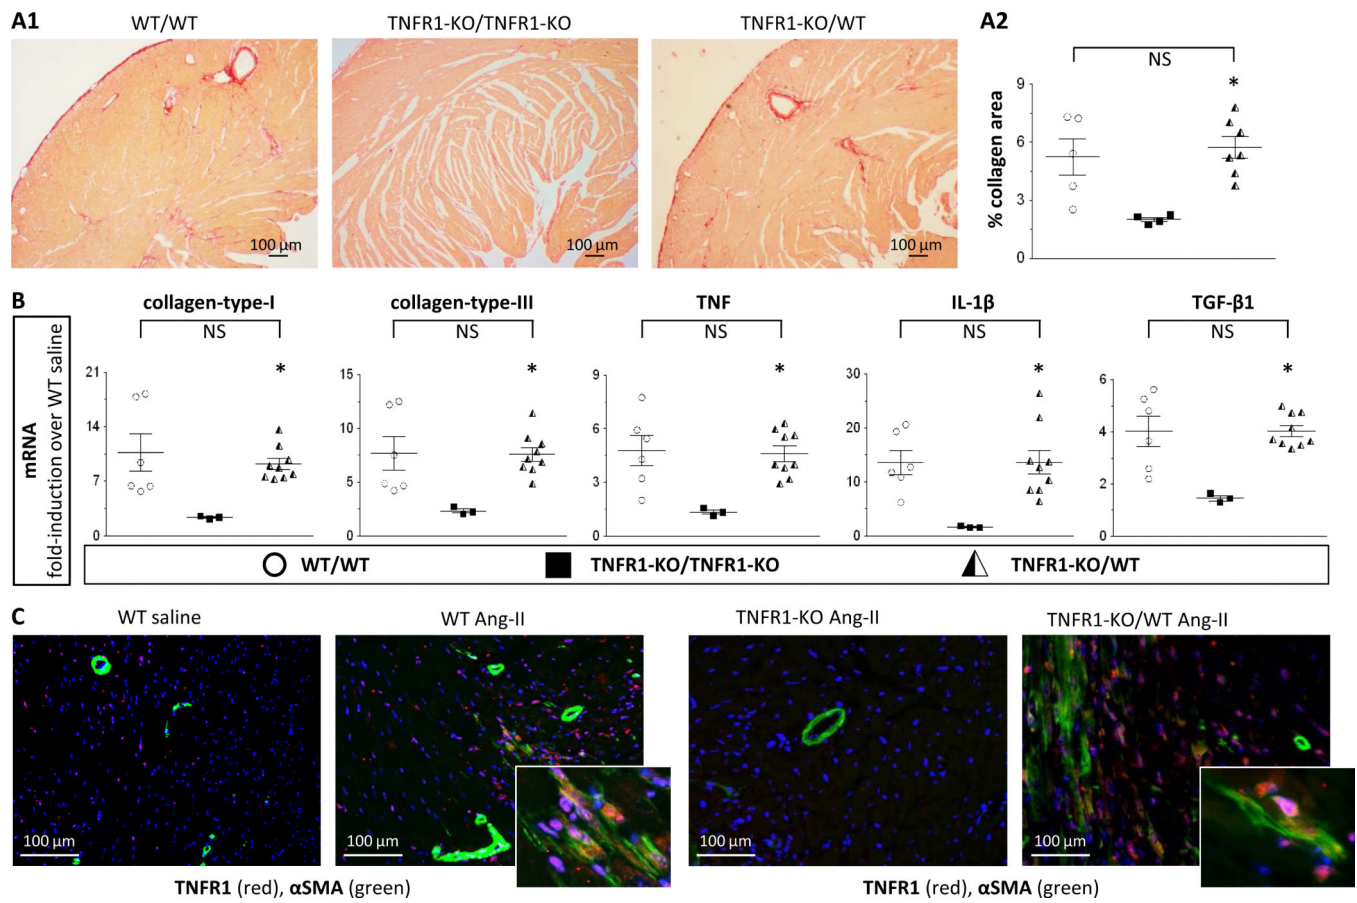 A1
WT/WT
TNFR1-KO/TNFR1-KO
TNFR1-KO/WT
A2
100 µm
100 µm
100 µm
NS
*
% collagen area
9
6
3
0
B
mRNA
fold-induction over WT saline
collagen-type-I
NS
*
21
14
7
0
collagen-type-III
NS
*
15
10
5
0
TNF
NS
*
9
6
3
0
IL-1β
NS
*
30
20
10
0
TGF-β1
NS
*
6
4
2
0
WT/WT
TNFR1-KO/TNFR1-KO
TNFR1-KO/WT
C
WT saline
WT Ang-II
TNFR1-KO Ang-II
TNFR1-KO/WT Ang-II
100 µm
100 µm
100 µm
100 µm
TNFR1 (red), αSMA (green)
TNFR1 (red), αSMA (green)